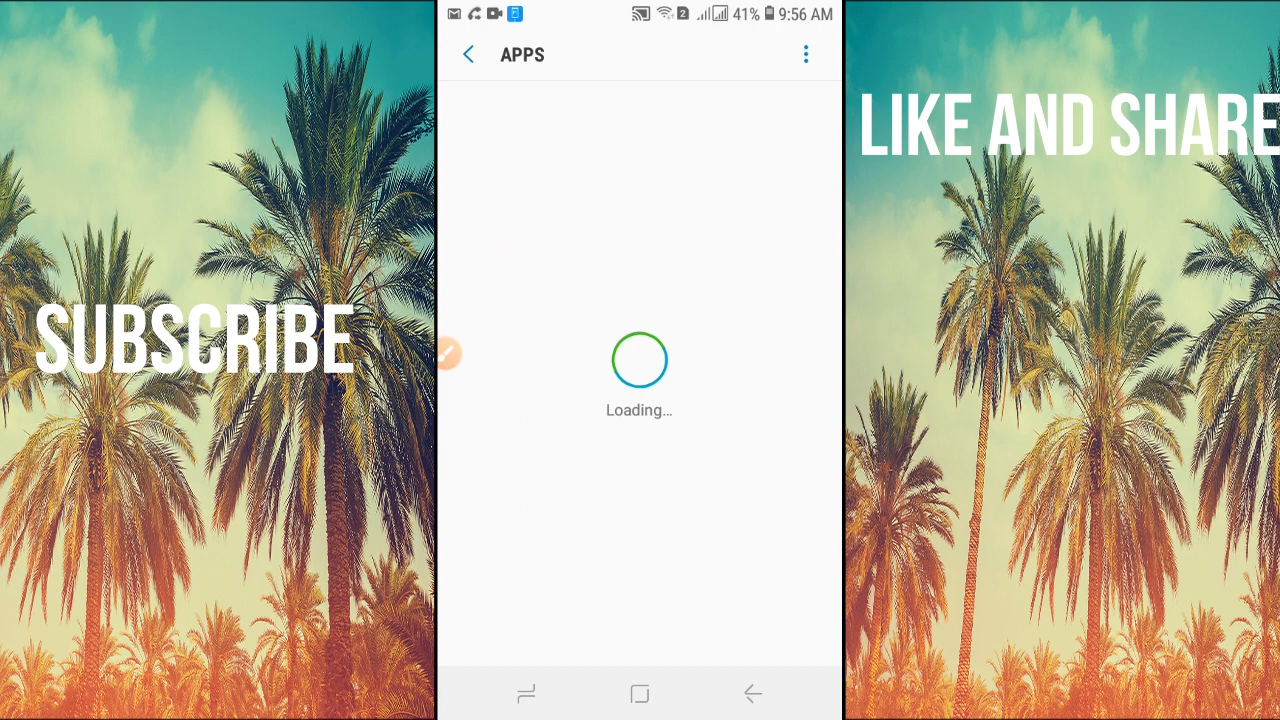 41% 9:56 AM
APPS
LIKE AND SHARE
SUBSCRIBE
Loading...